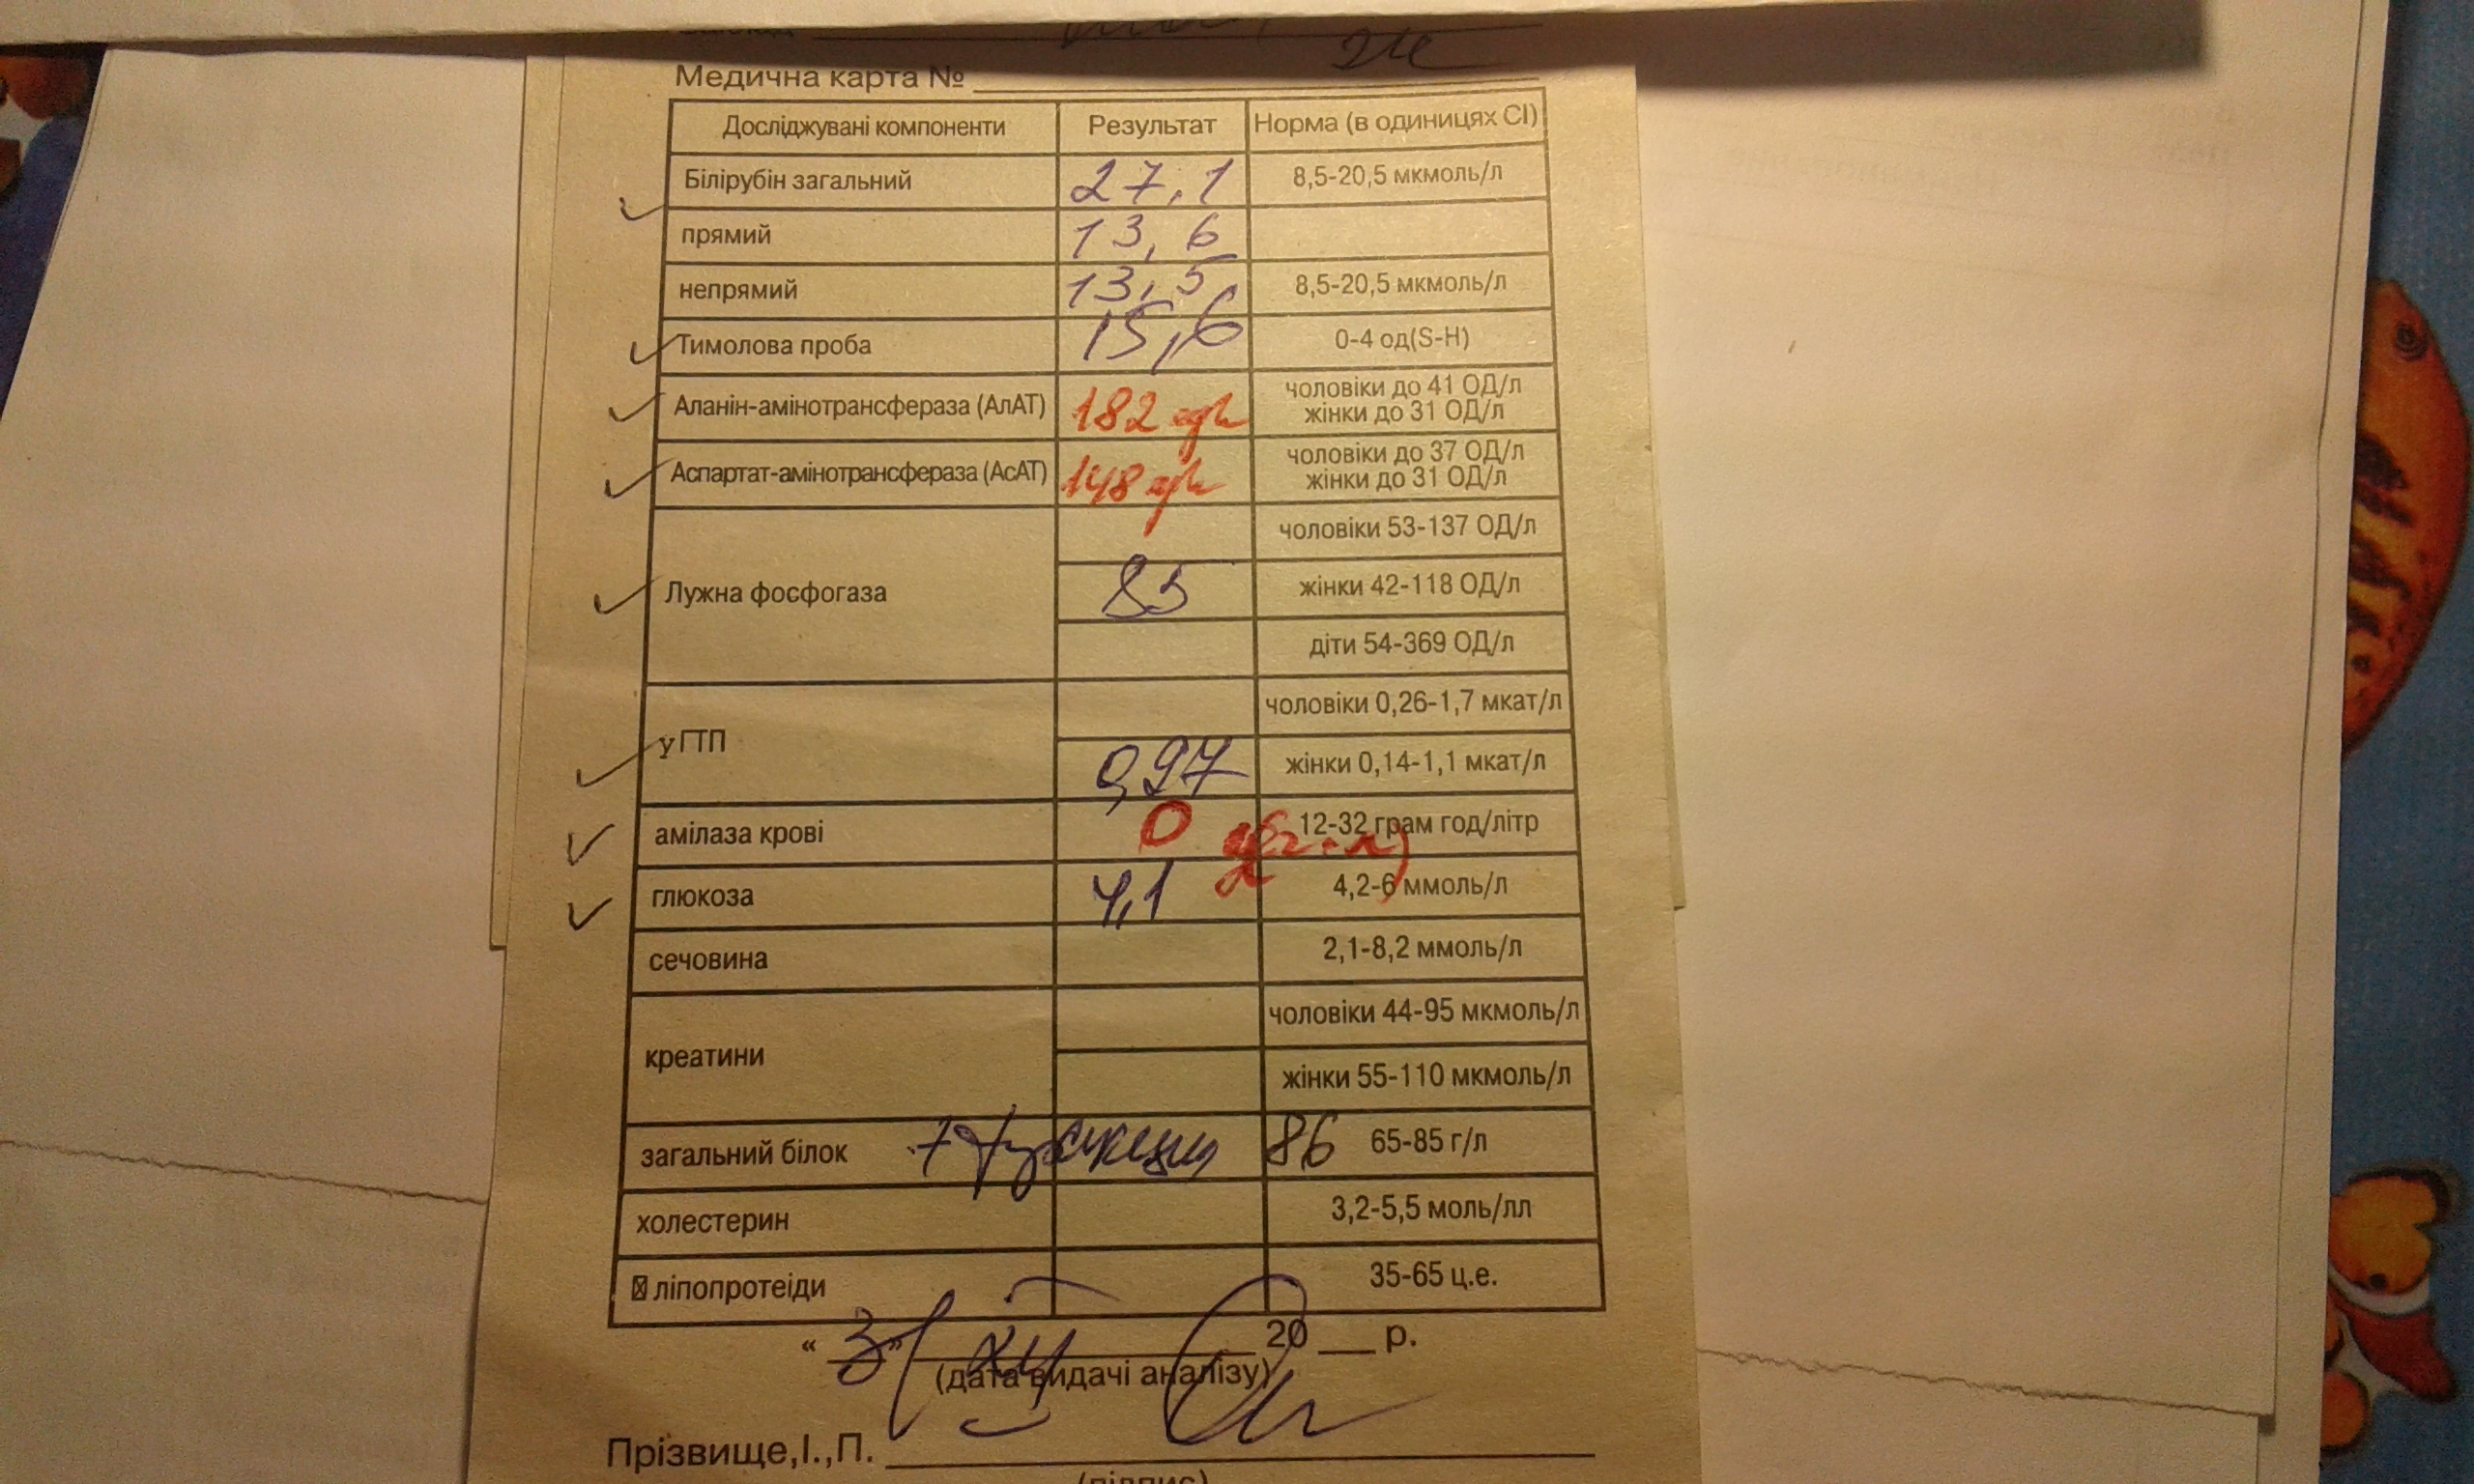 Медична карта №
Досліджувані компоненти Результат Норма (в одиницях СІ)
Білірубін загальний 27,1 8,5-20,5 мкмоль/л
прямий 13,6
непрямий 13,5 8,5-20,5 мкмоль/л
Тимолова проба 15,6 0-4 од(S-H)
Аланін-амінотрансфераза (АлАТ) 182 чоловіки до 41 ОД/л
жінки до 31 ОД/л
Аспартат-амінотрансфераза (АсАТ) 148 чоловіки до 37 ОД/л
жінки до 31 ОД/л
чоловіки 53-137 ОД/л
Лужна фосфогаза жінки 42-118 ОД/л
діти 54-369 ОД/л
чоловіки 0,26-1,7 мкат/л
уГТП 0,97 жінки 0,14-1,1 мкат/л
амілаза крові 0 12-32 грам год/літр
глюкоза 4,1 4,2-6 ммоль/л
сечовина 2,1-8,2 ммоль/л
чоловіки 44-95 мкмоль/л
креатини
жінки 55-110 мкмоль/л
загальний білок 86 65-85 г/л
холестерин 3,2-5,5 моль/лл
ліпопротеіди 35-65 ц.е.
" " 20 р.
(дата видачі аналізу)
Прізвище,І.,П.
(підпис)